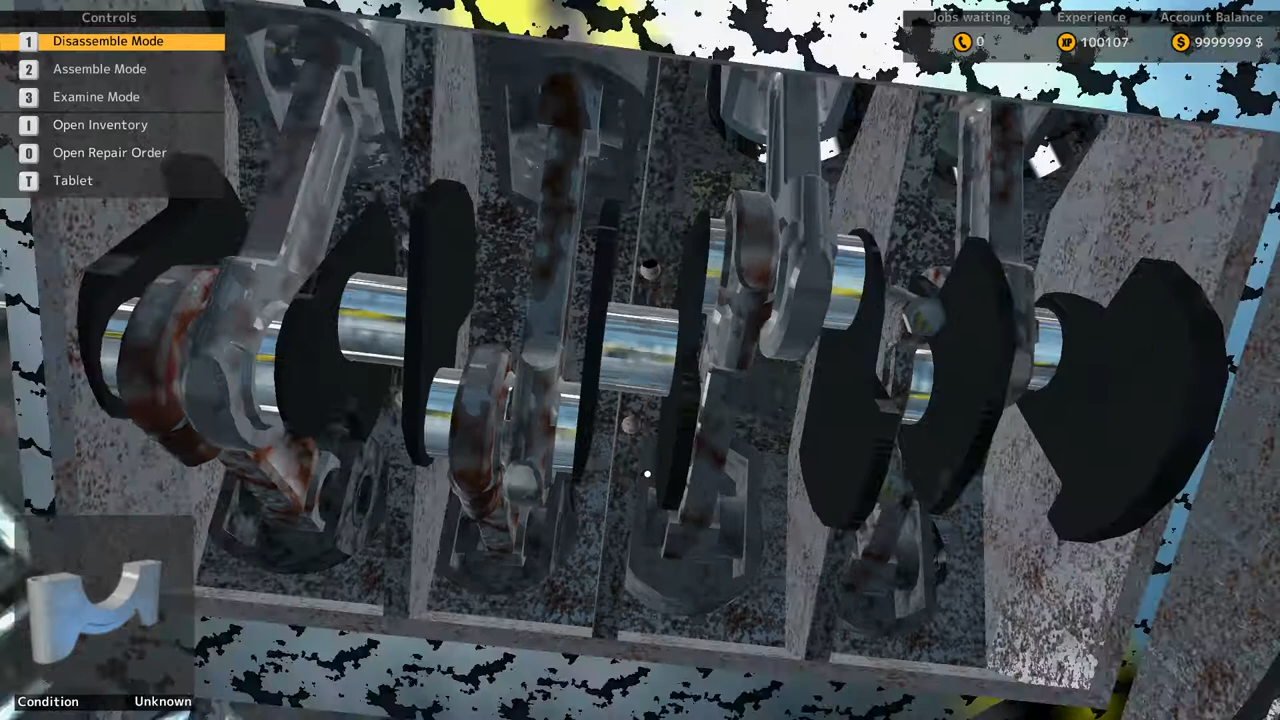 Controls
1 Disassemble Mode
2 Assemble Mode
3 Examine Mode
I Open Inventory
O Open Repair Order
T Tablet
Jobs waiting Experience Account Balance
0 XP 100107 $ 9999999 $
Condition Unknown